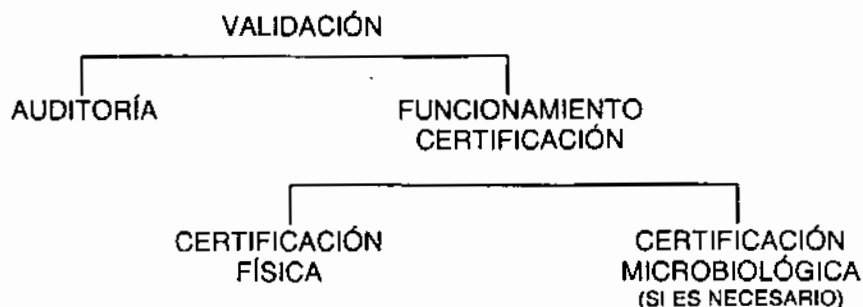 VALIDACIÓN
AUDITORÍA
FUNCIONAMIENTO
CERTIFICACIÓN
CERTIFICACIÓN
FÍSICA
CERTIFICACIÓN
MICROBIOLÓGICA
(SI ES NECESARIO)